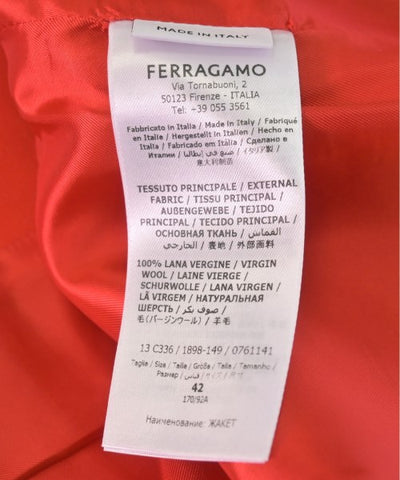 MADE IN ITALY
FERRAGAMO
Via Tornabuoni, 2
50123 Firenze - ITALIA
Tel. +39 055 3561
Fabbricato in Italia / Made in Italy / Fabriqué
en Italie / Hergestellt in Italien / Hecho en
Italia / Fabricado em Itália / Сделано в
Италии / صنع في إيطاليا / イタリア製 /
意大利制造
TESSUTO PRINCIPALE / EXTERNAL
FABRIC / TISSU PRINCIPAL /
AUßENGEWEBE / TEJIDO
PRINCIPAL / TECIDO PRINCIPAL /
ОСНОВНАЯ ТКАНЬ / القماش
الخارجي / 表地 / 外部面料
100% LANA VERGINE / VIRGIN
WOOL / LAINE VIERGE /
SCHURWOLLE / LANA VIRGEN /
LÃ VIRGEM / НАТУРАЛЬНАЯ
ШЕРСТЬ / صوف بكر /
毛(バージンウール) / 羊毛
13 C336 / 1898-149 / 0761141
Taglia / Size / Taille / Größe / Talla / Tamanho /
Размер / قياس / サイズ /
42
170/92A
Наименование: ЖАКЕТ